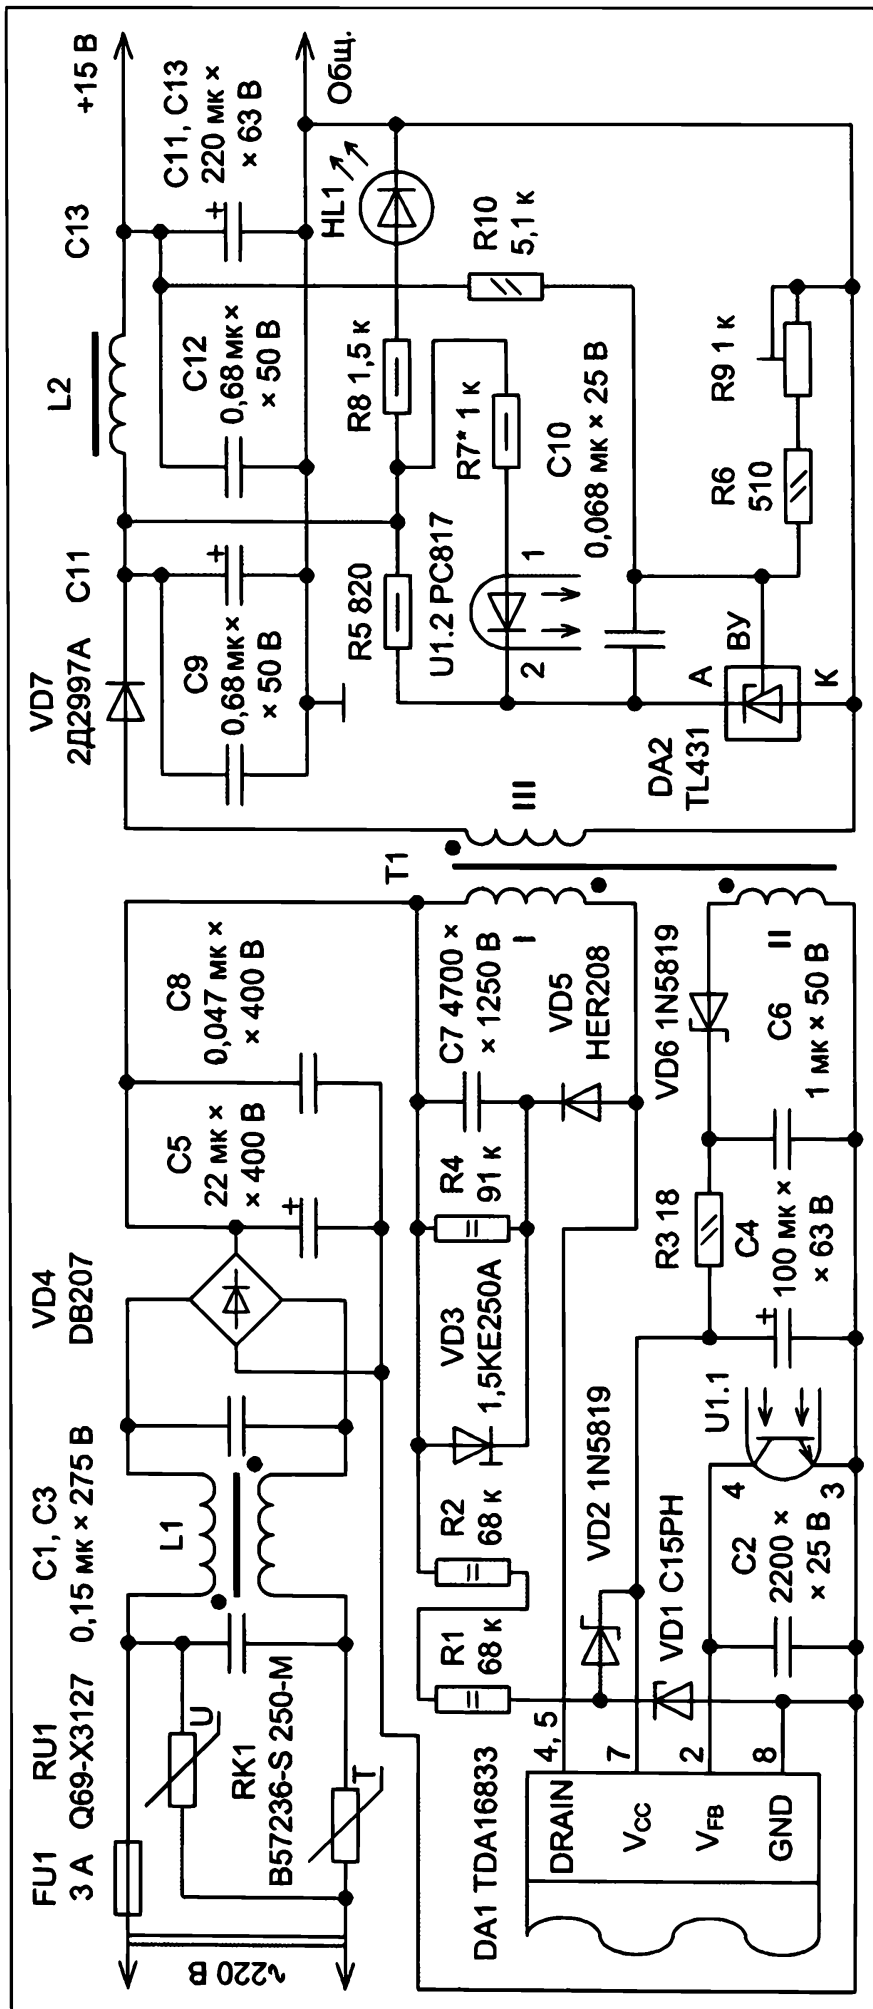 FU1
3 А
RU1
Q69-X3127
C1, C3
0,15 мк × 275 В
VD4
DB207
C5
22 мк ×
× 400 В
C8
0,047 мк ×
× 400 В
~220 В
U
RK1
B57236-S 250-M
T
L1
R1
68 к
R2
68 к
VD3
1,5KE250A
R4
91 к
C7 4700 ×
× 1250 В
VD5
HER208
T1
I
II
III
DA1 TDA16833
DRAIN
4, 5
VCC
7
VFB
2
GND
8
VD2 1N5819
VD1 C15PH
C2
2200 ×
× 25 В
U1.1
4
3
R3 18
C4
100 мк ×
× 63 В
VD6 1N5819
C6
1 мк × 50 В
VD7
2Д2997А
C9
0,68 мк ×
× 50 В
C11
L2
C12
0,68 мк ×
× 50 В
C13
+15 В
C11, C13
220 мк ×
× 63 В
Общ.
R5 820
R8 1,5 к
HL1
U1.2 PC817
1
2
R7* 1 к
R10
5,1 к
C10
0,068 мк × 25 В
DA2
TL431
А
ВУ
К
R6
510
R9 1 к